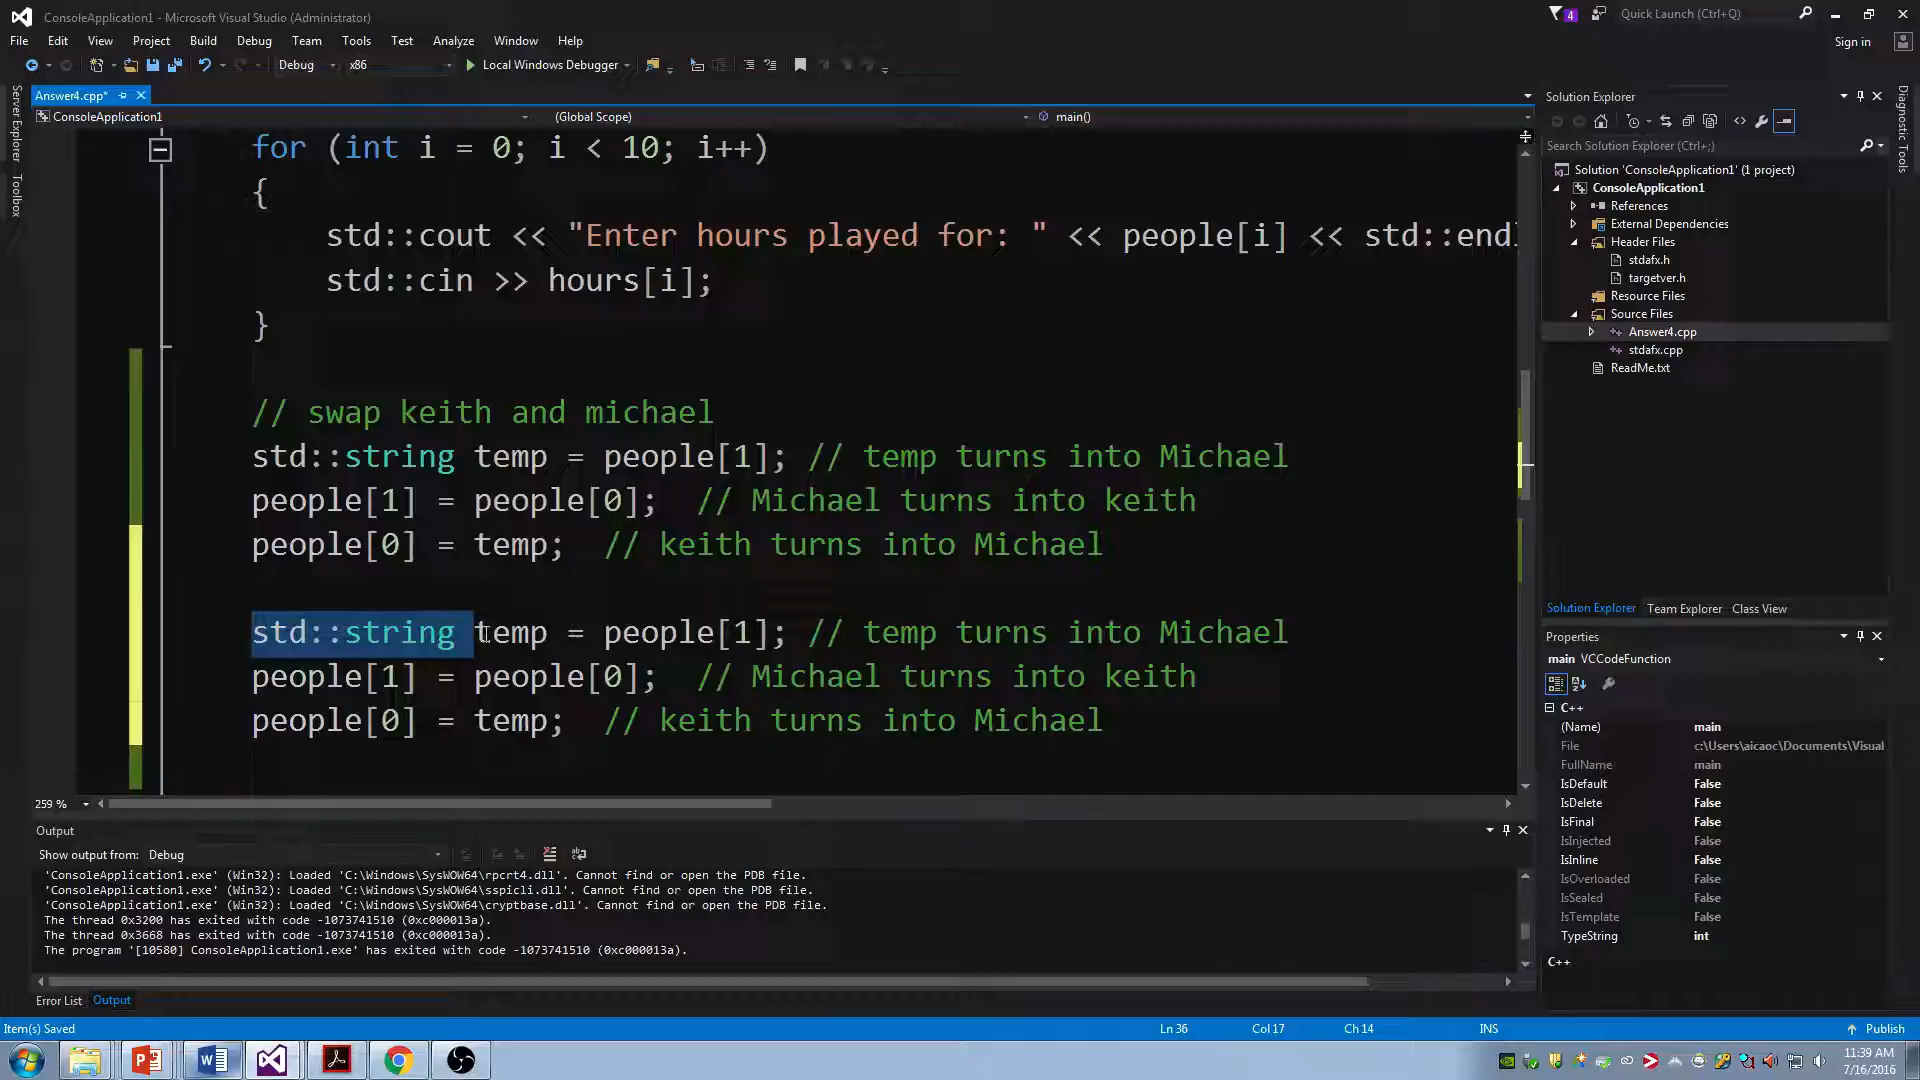 ConsoleApplication1 - Microsoft Visual Studio (Administrator)
4
Quick Launch (Ctrl+Q)
File Edit View Project Build Debug Team Tools Test Analyze Window Help
Sign in
Debug x86 Local Windows Debugger
Server Explorer
Toolbox
Answer4.cpp*
ConsoleApplication1 (Global Scope) main()
for (int i = 0; i < 10; i++)
{
std::cout << "Enter hours played for: " << people[i] << std::endl
std::cin >> hours[i];
}
// swap keith and michael
std::string temp = people[1]; // temp turns into Michael
people[1] = people[0]; // Michael turns into keith
people[0] = temp; // keith turns into Michael
std::string temp = people[1]; // temp turns into Michael
people[1] = people[0]; // Michael turns into keith
people[0] = temp; // keith turns into Michael
259 %
Output
Show output from: Debug
'ConsoleApplication1.exe' (Win32): Loaded 'C:\Windows\SysWOW64\rpcrt4.dll'. Cannot find or open the PDB file.
'ConsoleApplication1.exe' (Win32): Loaded 'C:\Windows\SysWOW64\sspicli.dll'. Cannot find or open the PDB file.
'ConsoleApplication1.exe' (Win32): Loaded 'C:\Windows\SysWOW64\cryptbase.dll'. Cannot find or open the PDB file.
The thread 0x3200 has exited with code -1073741510 (0xc000013a).
The thread 0x3668 has exited with code -1073741510 (0xc000013a).
The program '[10580] ConsoleApplication1.exe' has exited with code -1073741510 (0xc000013a).
Error List Output
Solution Explorer
Search Solution Explorer (Ctrl+;)
Solution 'ConsoleApplication1' (1 project)
ConsoleApplication1
References
External Dependencies
Header Files
stdafx.h
targetver.h
Resource Files
Source Files
Answer4.cpp
stdafx.cpp
ReadMe.txt
Solution Explorer Team Explorer Class View
Properties
main VCCodeFunction
C++
(Name) main
File c:\Users\aicaoc\Documents\Visual
FullName main
IsDefault False
IsDelete False
IsFinal False
IsInjected False
IsInline False
IsOverloaded False
IsSealed False
IsTemplate False
TypeString int
C++
Diagnostic Tools
Item(s) Saved Ln 36 Col 17 Ch 14 INS Publish
11:39 AM
7/16/2016